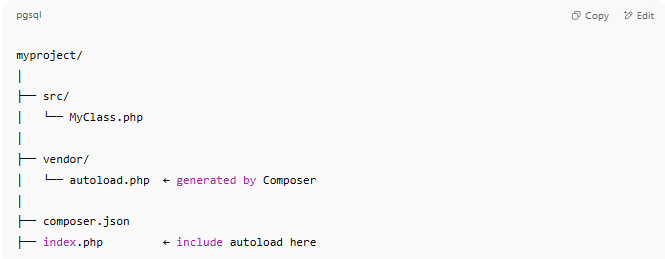 pgsql Copy Edit
myproject/
│
├── src/
│   └── MyClass.php
│
├── vendor/
│   └── autoload.php  ← generated by Composer
│
├── composer.json
├── index.php         ← include autoload here